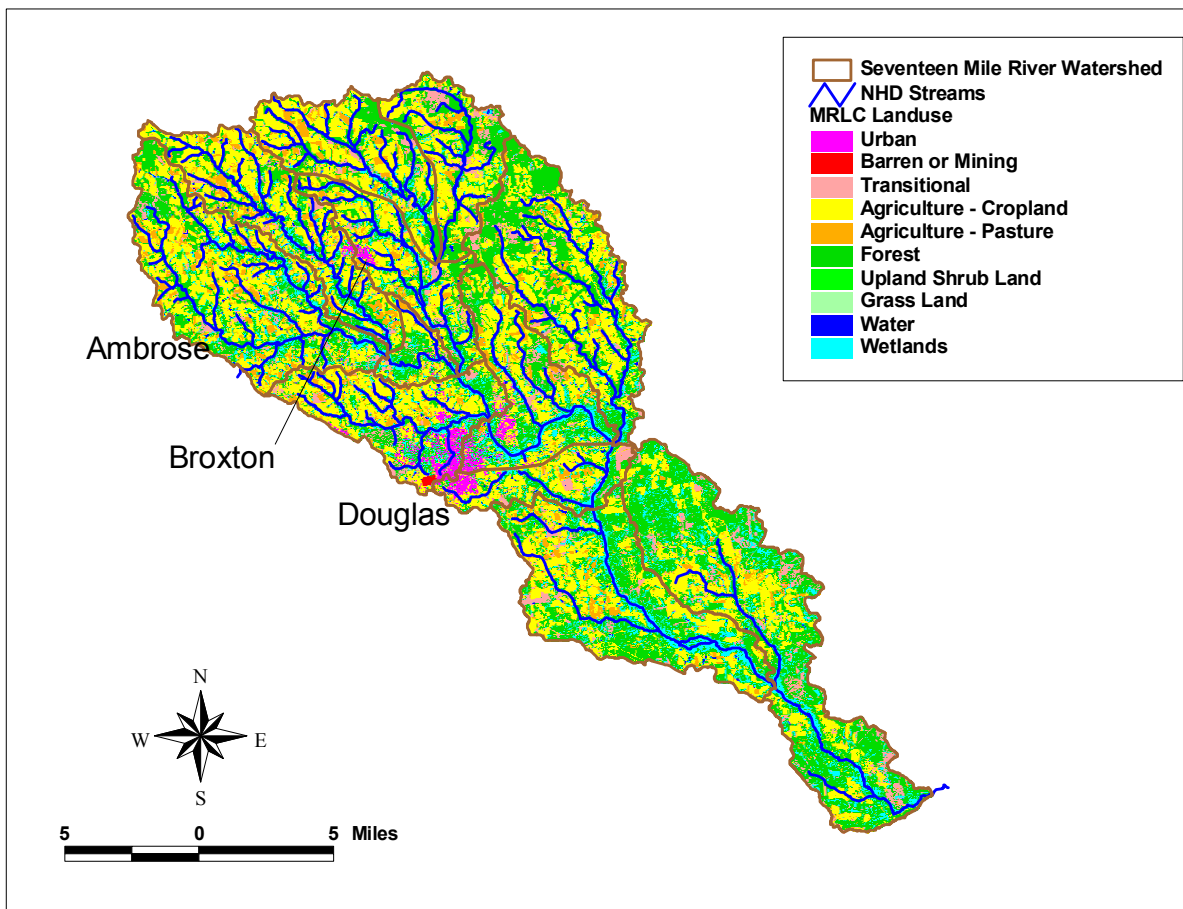 Seventeen Mile River Watershed
NHD Streams
MRLC Landuse
Urban
Barren or Mining
Transitional
Agriculture - Cropland
Agriculture - Pasture
Forest
Upland Shrub Land
Grass Land
Water
Wetlands
Ambrose
Broxton
Douglas
N
W E
S
5 0 5 Miles